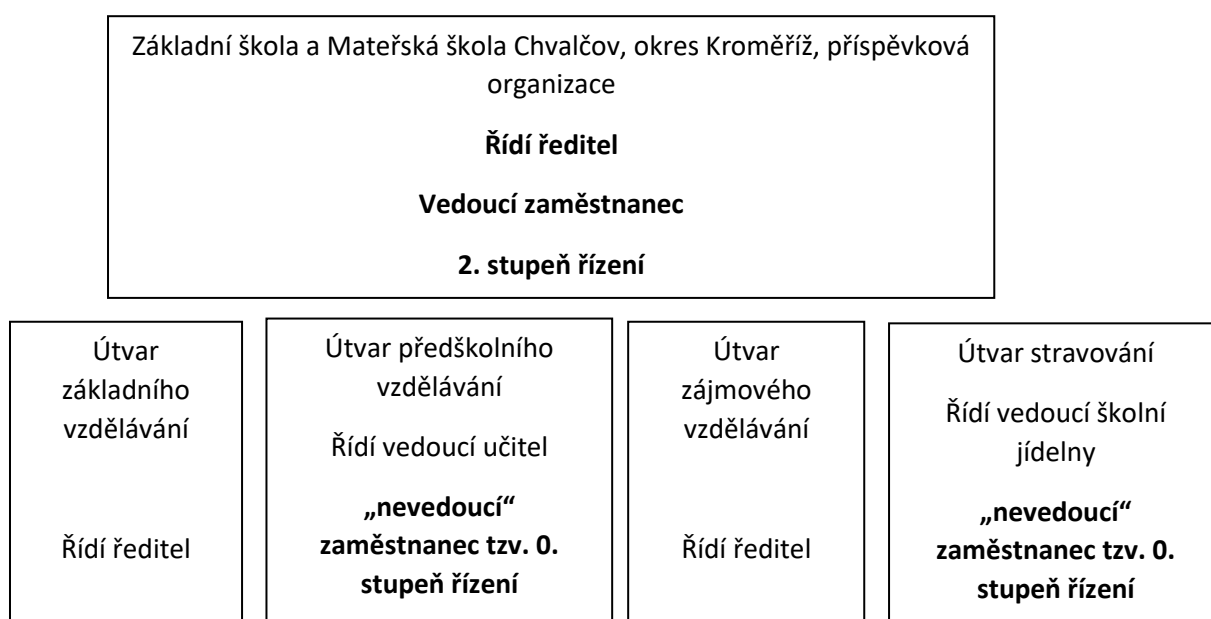 Základní škola a Mateřská škola Chvalčov, okres Kroměříž, příspěvková
organizace
Řídí ředitel
Vedoucí zaměstnanec
2. stupeň řízení
Útvar
základního
vzdělávání
Řídí ředitel
Útvar předškolního
vzdělávání
Řídí vedoucí učitel
„nevedoucí“
zaměstnanec tzv. 0.
stupeň řízení
Útvar
zájmového
vzdělávání
Řídí ředitel
Útvar stravování
Řídí vedoucí školní
jídelny
„nevedoucí“
zaměstnanec tzv. 0.
stupeň řízení